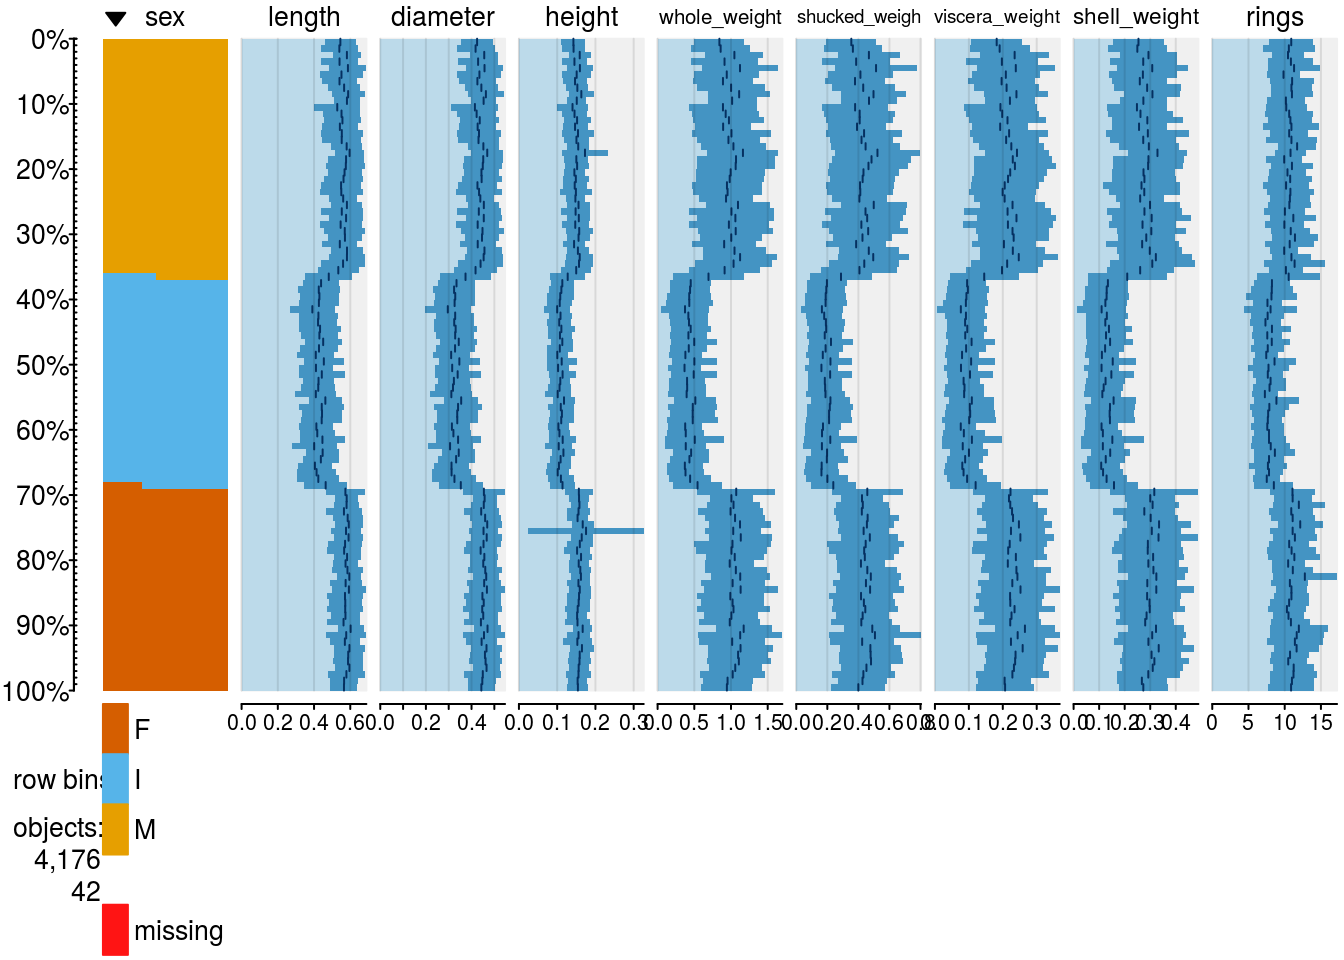 sex length diameter height whole_weight shucked_weigh viscera_weight shell_weight rings
0%
10%
20%
30%
40%
50%
60%
70%
80%
90%
100%
0.0 0.2 0.4 0.6 0.0 0.2 0.4 0.0 0.1 0.2 0.3 0.0 0.5 1.0 1.5 0.0 0.2 0.4 0.6 0.8 0.0 0.1 0.2 0.3 0.0 0.1 0.2 0.3 0.4 0 5 10 15
F
row bins I
objects: M
4,176
42
missing